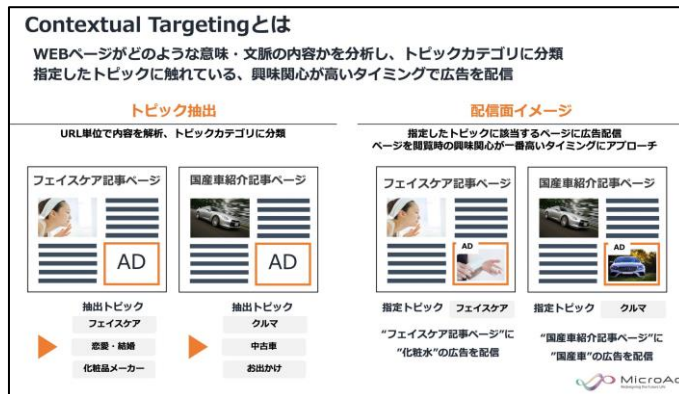 Contextual Targetingとは
WEBページがどのような意味・文脈の内容かを分析し、トピックカテゴリに分類
指定したトピックに触れている、興味関心が高いタイミングで広告を配信
トピック抽出
URL単位で内容を解析、トピックカテゴリに分類
フェイスケア記事ページ
AD
抽出トピック
フェイスケア
恋愛・結婚
化粧品メーカー
国産車紹介記事ページ
AD
抽出トピック
クルマ
中古車
お出かけ
配信面イメージ
指定したトピックに該当するページに広告配信
ページを閲覧時の興味関心が一番高いタイミングにアプローチ
フェイスケア記事ページ
AD
指定トピック フェイスケア
“フェイスケア記事ページ”に
“化粧水”の広告を配信
国産車紹介記事ページ
AD
指定トピック クルマ
“国産車紹介記事ページ”に
“国産車”の広告を配信
MicroAd